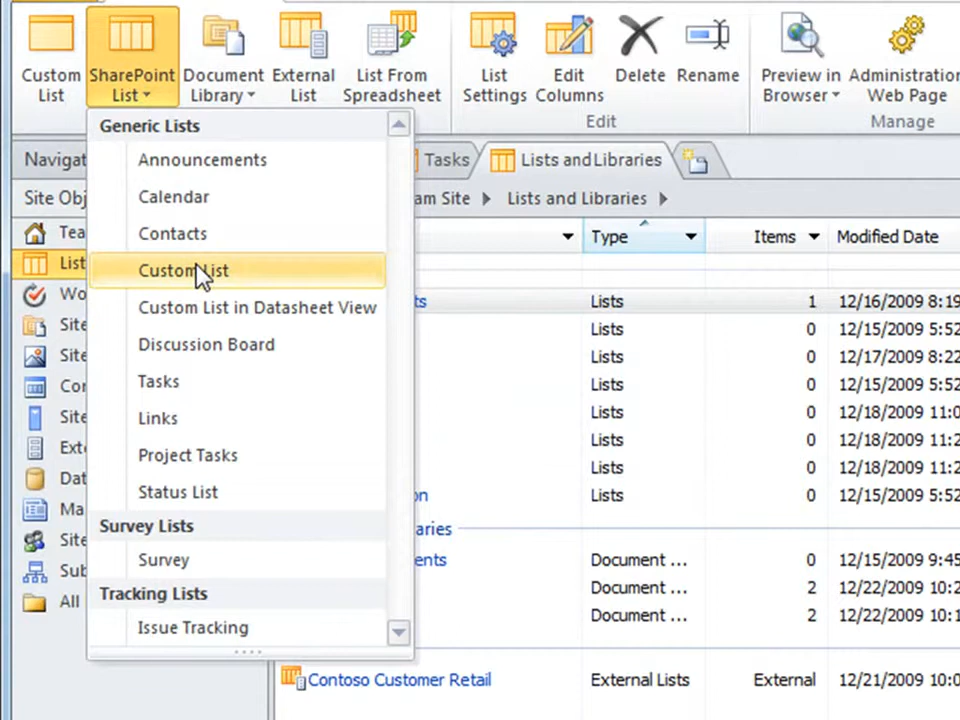 Custom List
SharePoint List
Document Library
External List
List From Spreadsheet
List Settings
Edit Columns
Delete
Rename
Preview in Browser
Administration Web Page
Edit
Manage
Generic Lists
Announcements
Calendar
Contacts
Custom List
Custom List in Datasheet View
Discussion Board
Tasks
Links
Project Tasks
Status List
Survey Lists
Survey
Tracking Lists
Issue Tracking
Navigat
Site Obj
Tea
List
Wo
Site
Site
Con
Site
Exte
Dat
Ma
Site
Sub
All
Tasks
Lists and Libraries
am Site Lists and Libraries
Type Items Modified Date
ts Lists 1 12/16/2009 8:19
Lists 0 12/15/2009 5:52
Lists 0 12/17/2009 8:22
Lists 0 12/15/2009 5:52
Lists 0 12/18/2009 11:0
Lists 0 12/18/2009 11:2
Lists 0 12/18/2009 11:2
on Lists 0 12/15/2009 5:52
aries
ents Document ... 0 12/15/2009 9:45
Document ... 2 12/22/2009 10:2
Document ... 2 12/22/2009 10:1
Contoso Customer Retail External Lists External 12/21/2009 10:0